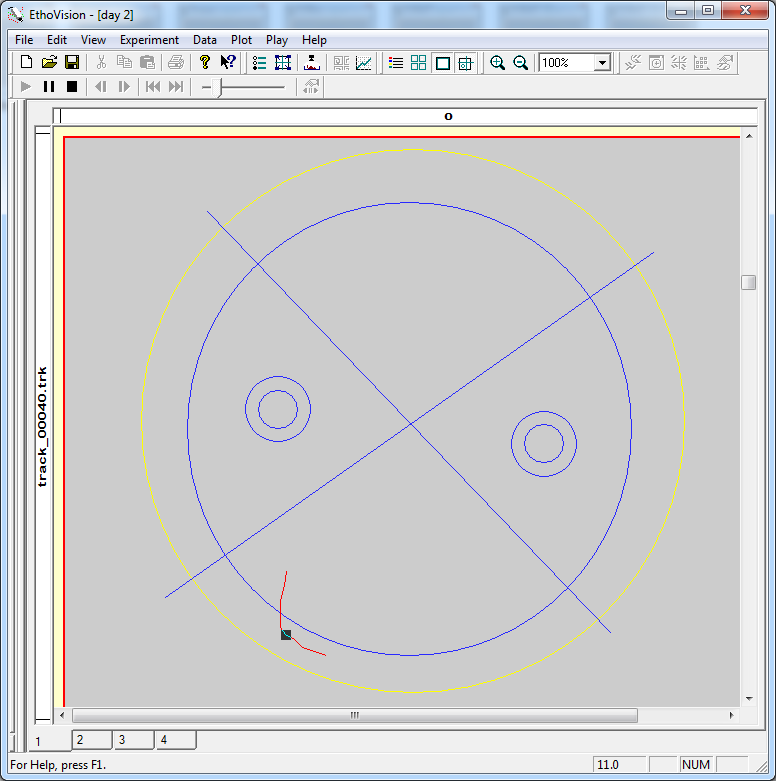 EthoVision - [day 2]
File Edit View Experiment Data Plot Play Help
100%
o
track_00040.trk
1 2 3 4
For Help, press F1.
11.0
NUM